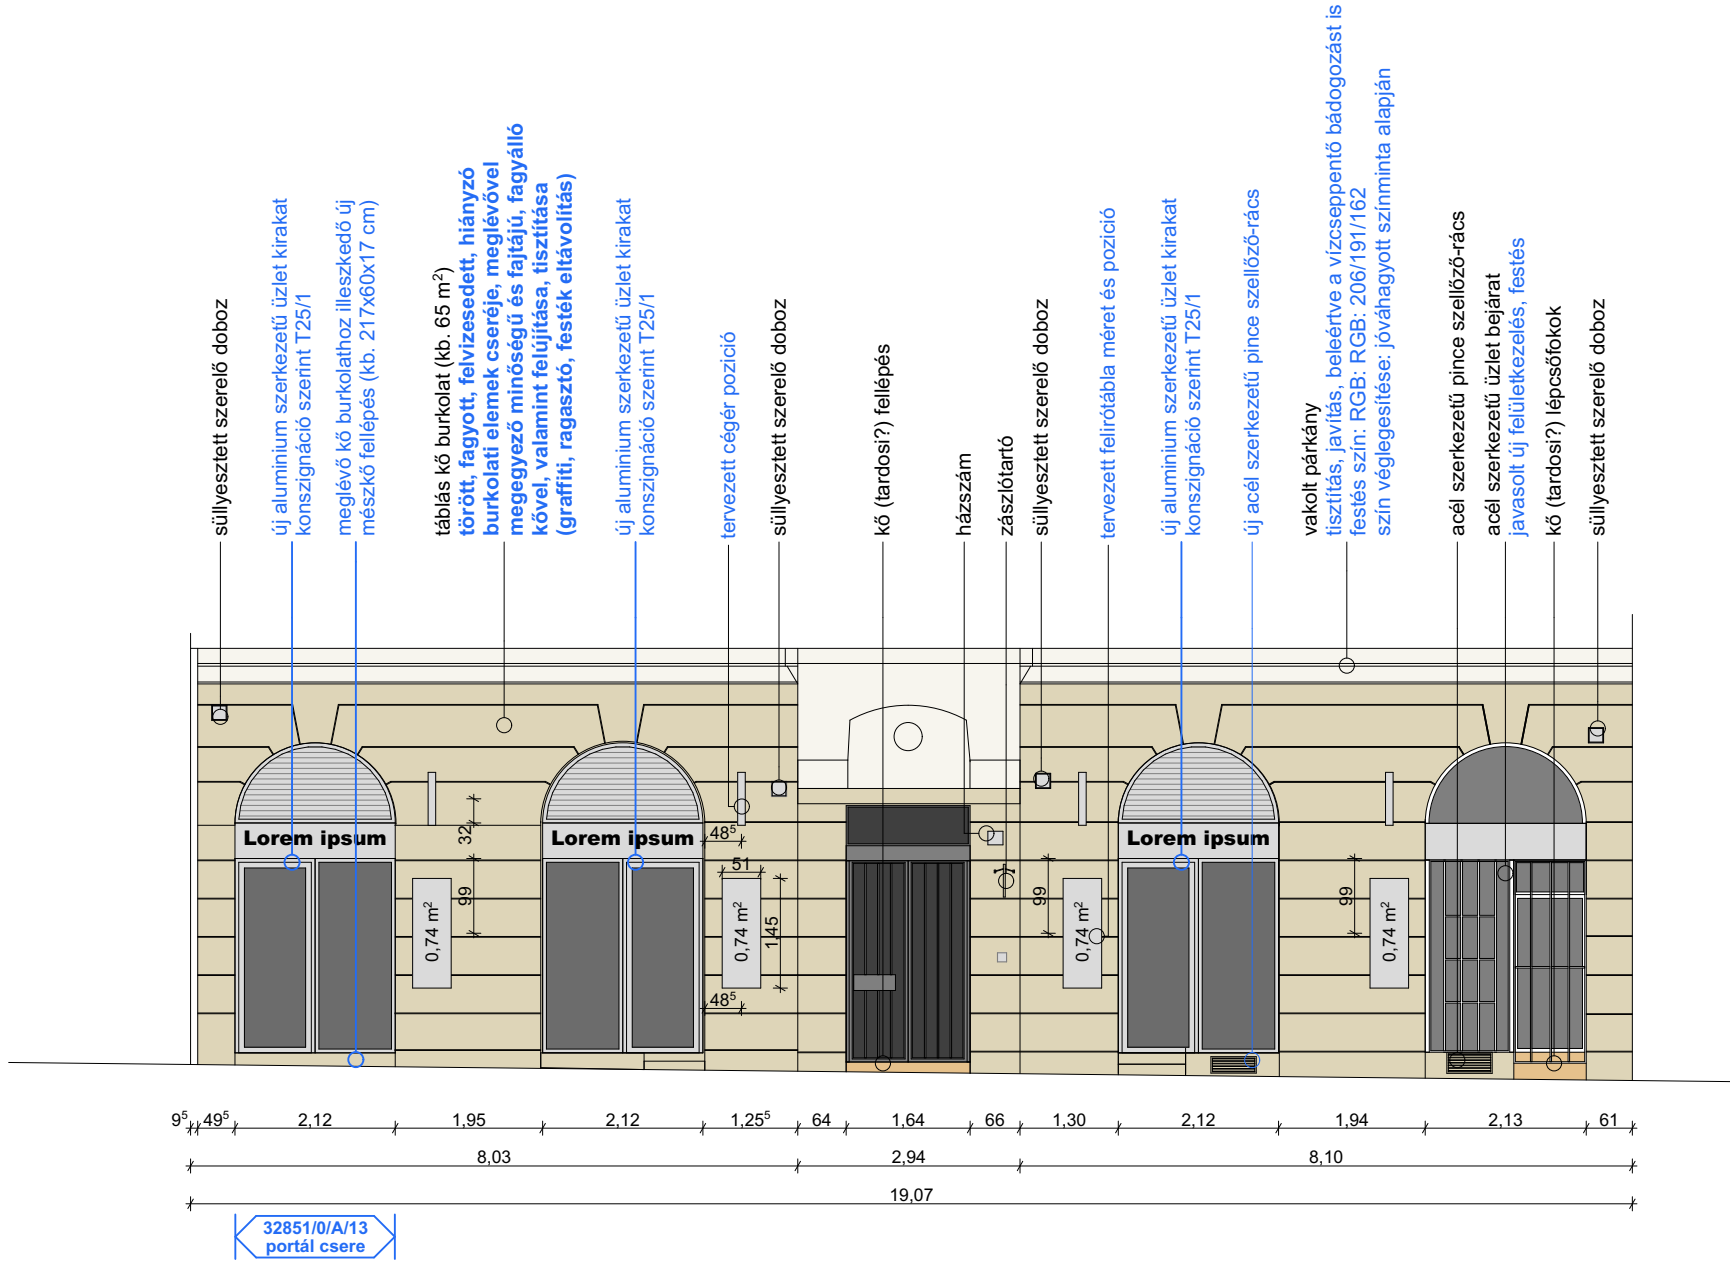 süllyesztett szerelő doboz
új aluminium szerkezetű üzlet kirakat
konszignáció szerint T25/1
meglévő kő burkolathoz illeszkedő új
mészkő fellépés (kb. 217x60x17 cm)
táblás kő burkolat (kb. 65 m²)
törött, fagyott, felvizesedett, hiányzó
burkolati elemek cseréje, meglévővel
megegyező minőségű és fajtájú, fagyálló
kővel, valamint felújítása, tisztítása
(graffiti, ragasztó, festék eltávolítás)
új aluminium szerkezetű üzlet kirakat
konszignáció szerint T25/1
tervezett cégér pozició
süllyesztett szerelő doboz
kő (tardosi?) fellépés
házszám
zászlótartó
süllyesztett szerelő doboz
tervezett felirótábla méret és pozició
új aluminium szerkezetű üzlet kirakat
konszignáció szerint T25/1
új acél szerkezetű pince szellőző-rács
vakolt párkány
tisztítás, javítás, beleértve a vízcseppentő bádogozást is
festés szín: RGB: RGB: 206/191/162
szín véglegesítése: jóváhagyott színminta alapján
acél szerkezetű pince szellőző-rács
acél szerkezetű üzlet bejárat
javasolt új felületkezelés, festés
kő (tardosi?) lépcsőfokok
süllyesztett szerelő doboz
Lorem ipsum
32
Lorem ipsum
48⁵
Lorem ipsum
51
99
99
99
0,74 m²
0,74 m²
1,45
0,74 m²
0,74 m²
48⁵
9⁵
49⁵
2,12
1,95
2,12
1,25⁵
64
1,64
66
1,30
2,12
1,94
2,13
61
8,03
2,94
8,10
19,07
32851/0/A/13
portál csere